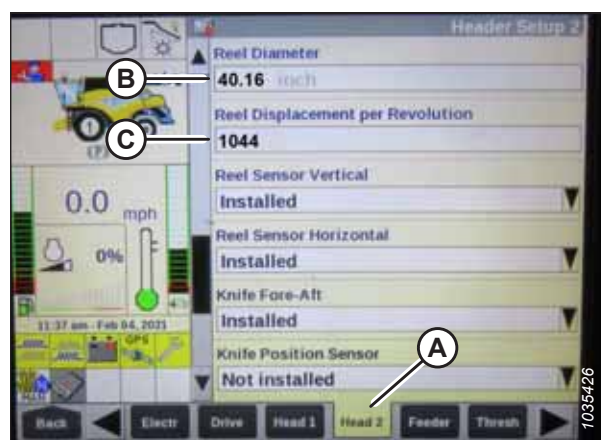 Header Setup 2
Reel Diameter
B
40.16 inch
Reel Displacement per Revolution
C
1044
Reel Sensor Vertical
Installed
Reel Sensor Horizontal
Installed
Knife Fore-Aft
Installed
Knife Position Sensor
Not installed
A
0.0 mph
0%
11:37 am - Feb 04, 2021
GPS
Back
Electr
Drive
Head 1
Head 2
Feeder
Thresh
1035426